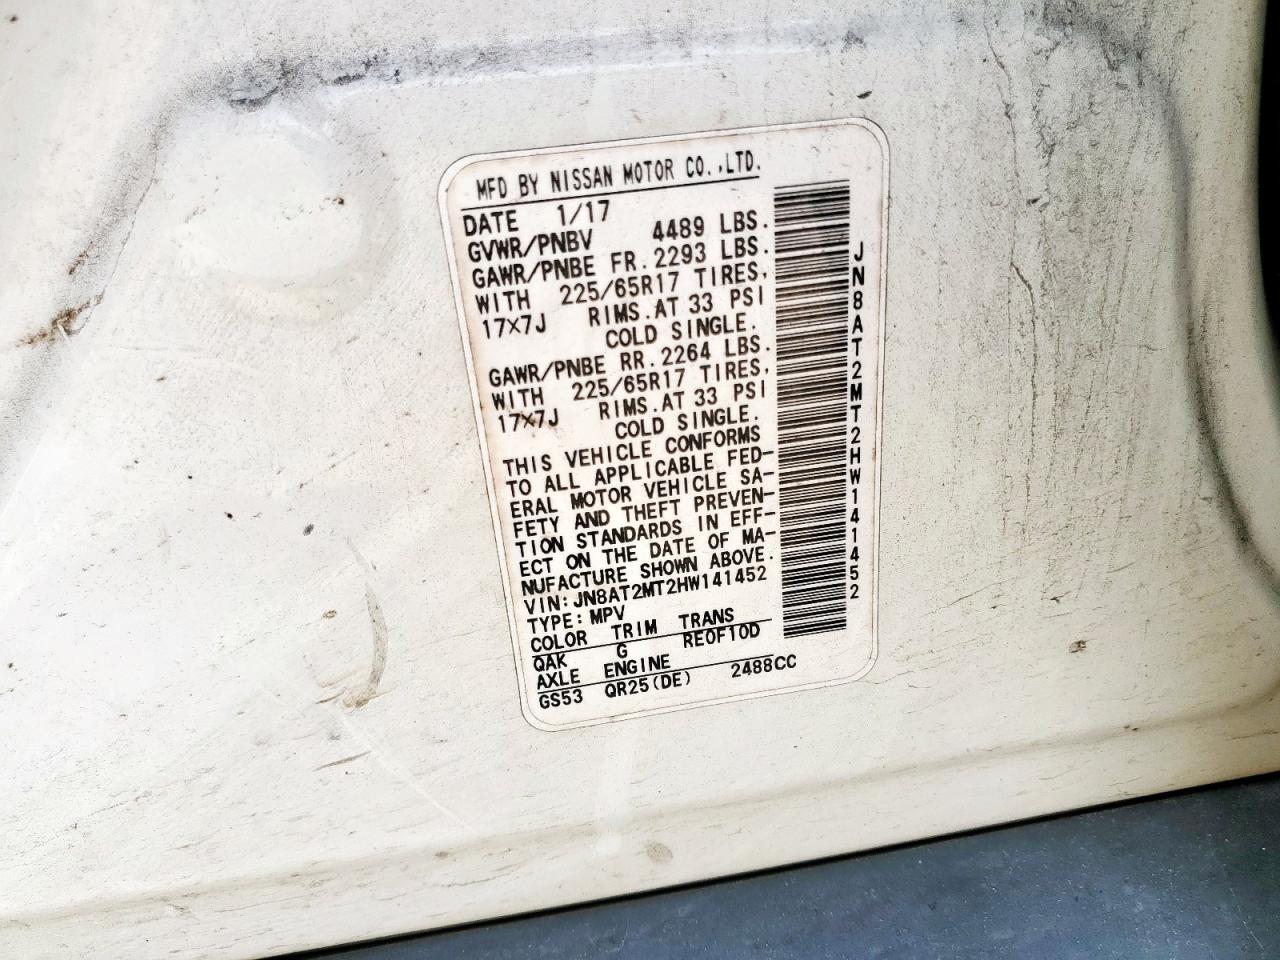 MFD BY NISSAN MOTOR CO.,LTD.
DATE 1/17
GVWR/PNBV 4489 LBS.
GAWR/PNBE FR. 2293 LBS.
WITH 225/65R17 TIRES,
17X7J RIMS.AT 33 PSI
COLD SINGLE.
GAWR/PNBE RR. 2264 LBS.
WITH 225/65R17 TIRES,
17X7J RIMS.AT 33 PSI
COLD SINGLE.
THIS VEHICLE CONFORMS
TO ALL APPLICABLE FED-
ERAL MOTOR VEHICLE SA-
FETY AND THEFT PREVEN-
TION STANDARDS IN EFF-
ECT ON THE DATE OF MA-
NUFACTURE SHOWN ABOVE.
VIN:JN8AT2MT2HW141452
TYPE:MPV
COLOR TRIM TRANS
QAK G RE0F10D
AXLE ENGINE
GS53 QR25(DE) 2488CC
JN8AT2MT2HW141452